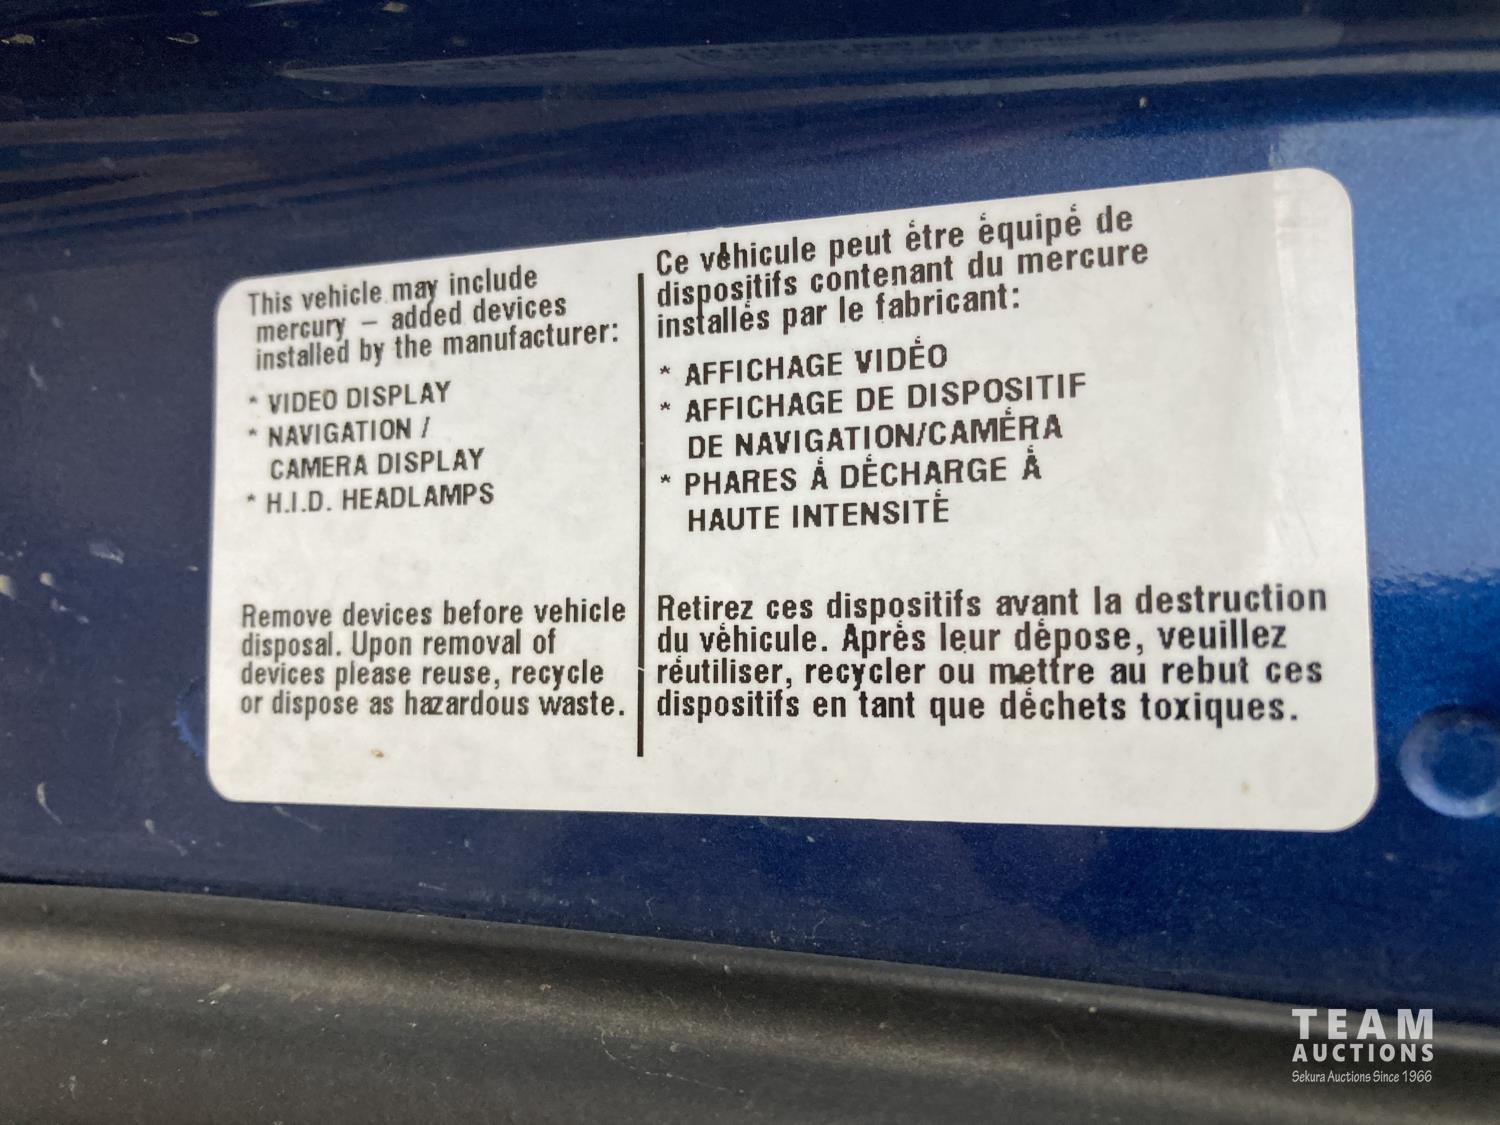 This vehicle may include
mercury – added devices
installed by the manufacturer:
* VIDEO DISPLAY
* NAVIGATION /
CAMERA DISPLAY
* H.I.D. HEADLAMPS
Remove devices before vehicle
disposal. Upon removal of
devices please reuse, recycle
or dispose as hazardous waste.
Ce véhicule peut être équipé de
dispositifs contenant du mercure
installés par le fabricant:
* AFFICHAGE VIDÉO
* AFFICHAGE DE DISPOSITIF
DE NAVIGATION/CAMÉRA
* PHARES À DÉCHARGE À
HAUTE INTENSITÉ
Retirez ces dispositifs avant la destruction
du véhicule. Après leur dépose, veuillez
réutiliser, recycler ou mettre au rebut ces
dispositifs en tant que déchets toxiques.
TEAM
AUCTIONS
Sekura Auctions Since 1966